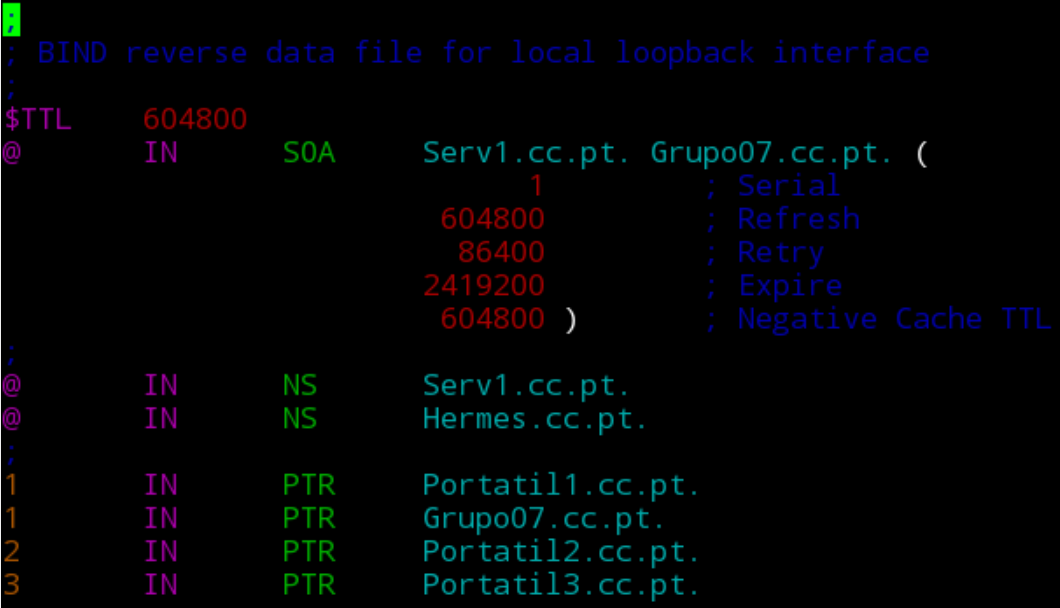 ;
; BIND reverse data file for local loopback interface
;
$TTL 604800
@ IN SOA Serv1.cc.pt. Grupo07.cc.pt. (
1 ; Serial
604800 ; Refresh
86400 ; Retry
2419200 ; Expire
604800 ) ; Negative Cache TTL
;
@ IN NS Serv1.cc.pt.
@ IN NS Hermes.cc.pt.
;
1 IN PTR Portatil1.cc.pt.
1 IN PTR Grupo07.cc.pt.
2 IN PTR Portatil2.cc.pt.
3 IN PTR Portatil3.cc.pt.